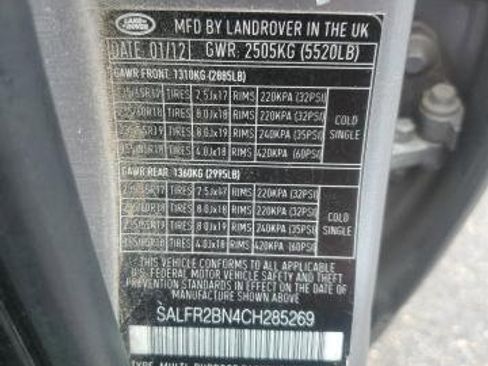 LAND ROVER
MFD BY LANDROVER IN THE UK
DATE 01/12 GWR: 2505KG (5520LB)
GAWR FRONT: 1310KG (2885LB)
TIRES 7.5Jx17 RIMS 220KPA (32PSI)
TIRES 8.0Jx18 RIMS 220KPA (32PSI)
TIRES 8.0Jx19 RIMS 240KPA (35PSI)
TIRES 4.0Jx18 RIMS 420KPA (60PSI)
COLD
SINGLE
GAWR REAR: 1360KG (2995LB)
TIRES 7.5Jx17 RIMS 220KPA (32PSI)
TIRES 8.0Jx18 RIMS 220KPA (32PSI)
TIRES 8.0Jx19 RIMS 240KPA (35PSI)
TIRES 4.0Jx18 RIMS 420KPA (60PSI)
COLD
SINGLE
THIS VEHICLE CONFORMS TO ALL APPLICABLE
U.S. FEDERAL MOTOR VEHICLE SAFETY AND THEFT
PREVENTION STANDARDS IN EFFECT ON THE DATE
OF MANUFACTURE SHOWN ABOVE.
SALFR2BN4CH285269